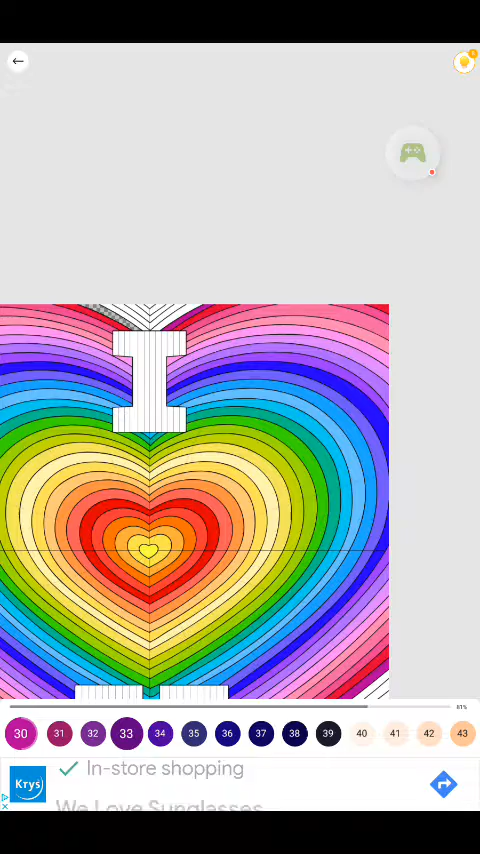 I
81%
30 31 32 33 34 35 36 37 38 39 40 41 42 43
Krys
In-store shopping
We Love Sunglasses